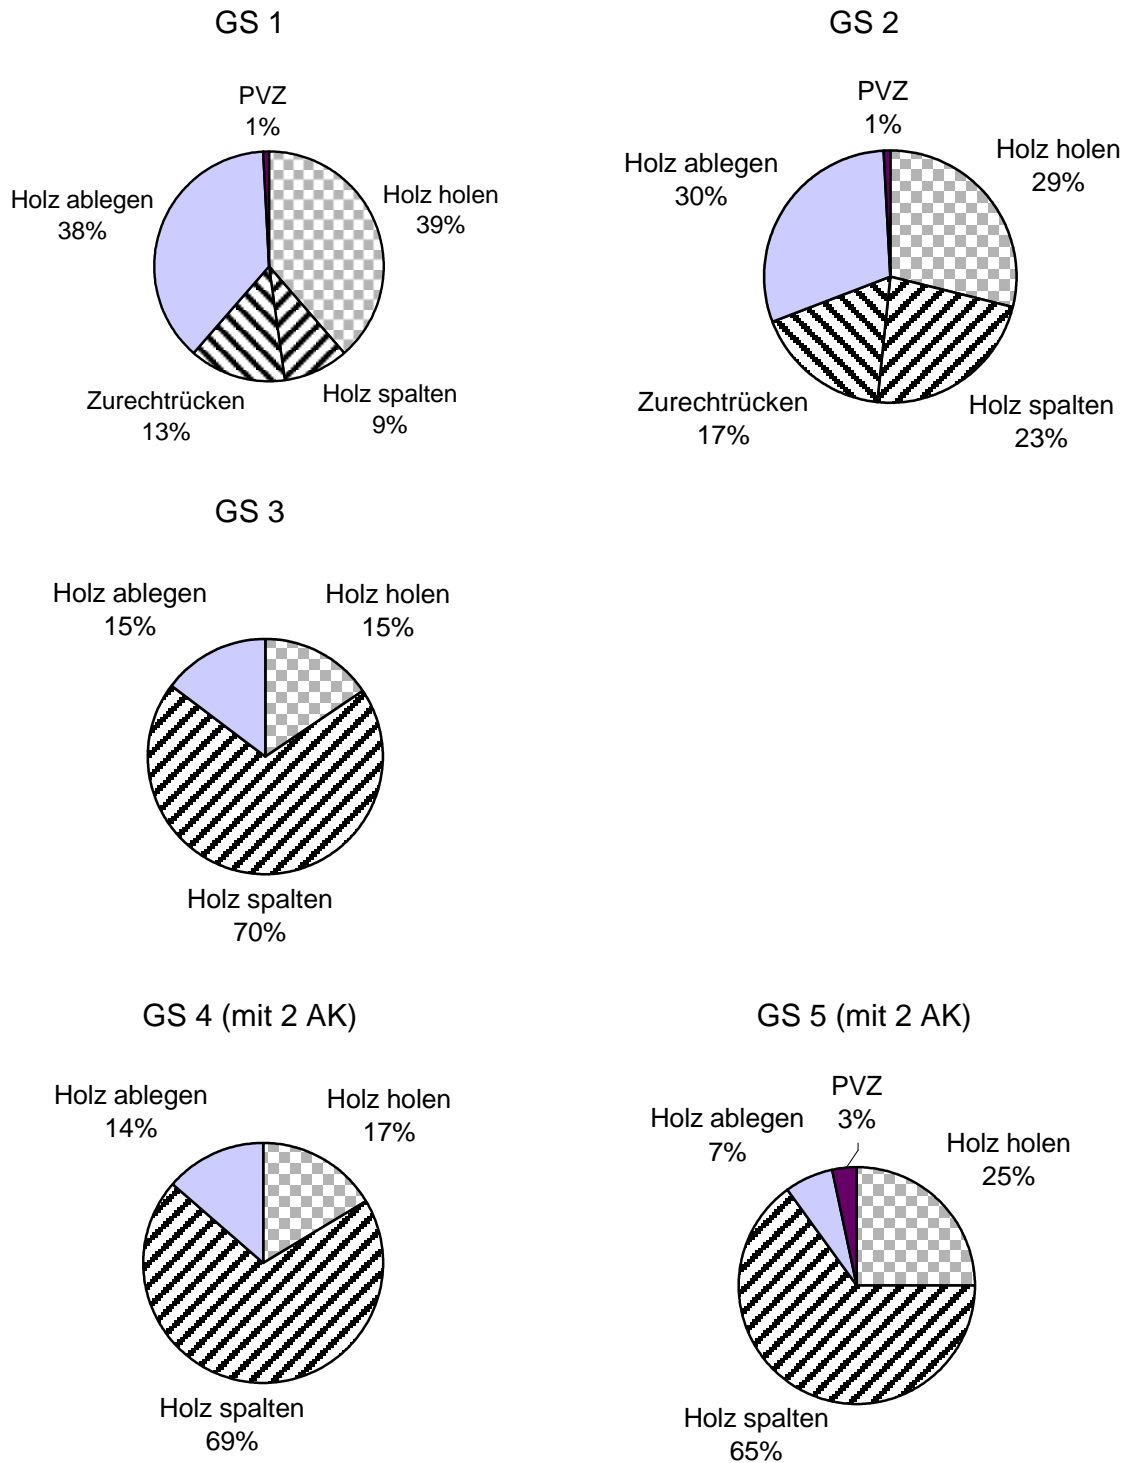 GS 1
PVZ
1%
Holz holen
39%
Holz ablegen
38%
Zurechtrücken
13%
Holz spalten
9%
GS 2
PVZ
1%
Holz holen
29%
Holz ablegen
30%
Zurechtrücken
17%
Holz spalten
23%
GS 3
Holz ablegen
15%
Holz holen
15%
Holz spalten
70%
GS 4 (mit 2 AK)
Holz ablegen
14%
Holz holen
17%
Holz spalten
69%
GS 5 (mit 2 AK)
PVZ
3%
Holz ablegen
7%
Holz holen
25%
Holz spalten
65%